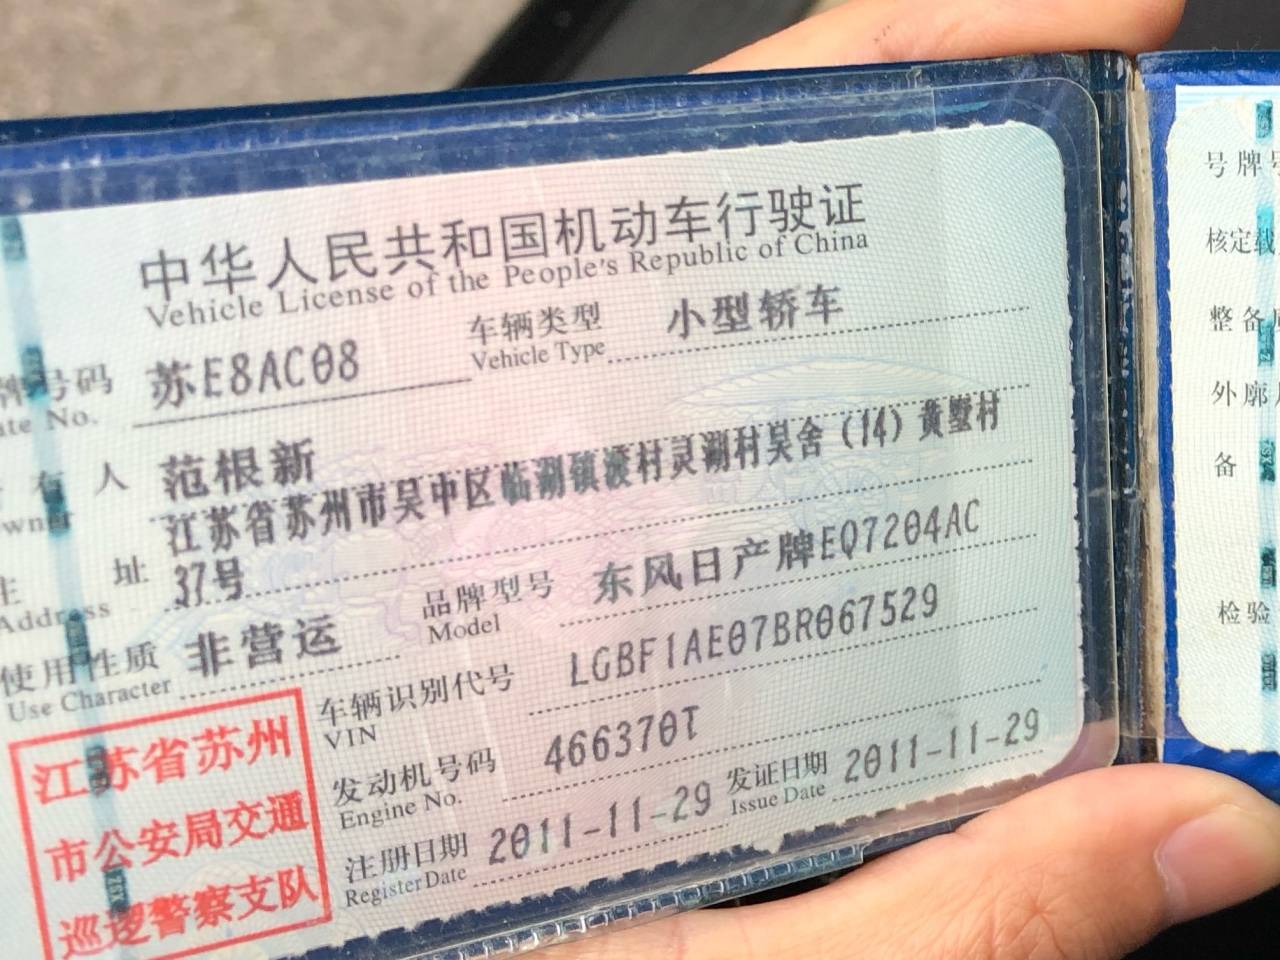 中华人民共和国机动车行驶证
Vehicle License of the People's Republic of China
牌号码 苏E8AC08 车辆类型 小型轿车
ate No. Vehicle Type
有人 范根新
wner
江苏省苏州市吴中区临湖镇渡村灵湖村吴舍（14）黄墅村
址 37号
Address
品牌型号 东风日产牌EQ7204AC
Model
使用性质 非营运
Use Character
车辆识别代号 LGBF1AE07BR067529
VIN
发动机号码 466370T
Engine No.
发证日期 2011-11-29
Issue Date
注册日期 2011-11-29
Register Date
江苏省苏州
市公安局交通
巡逻警察支队
号牌号
核定载
整备
外廓
备
检验